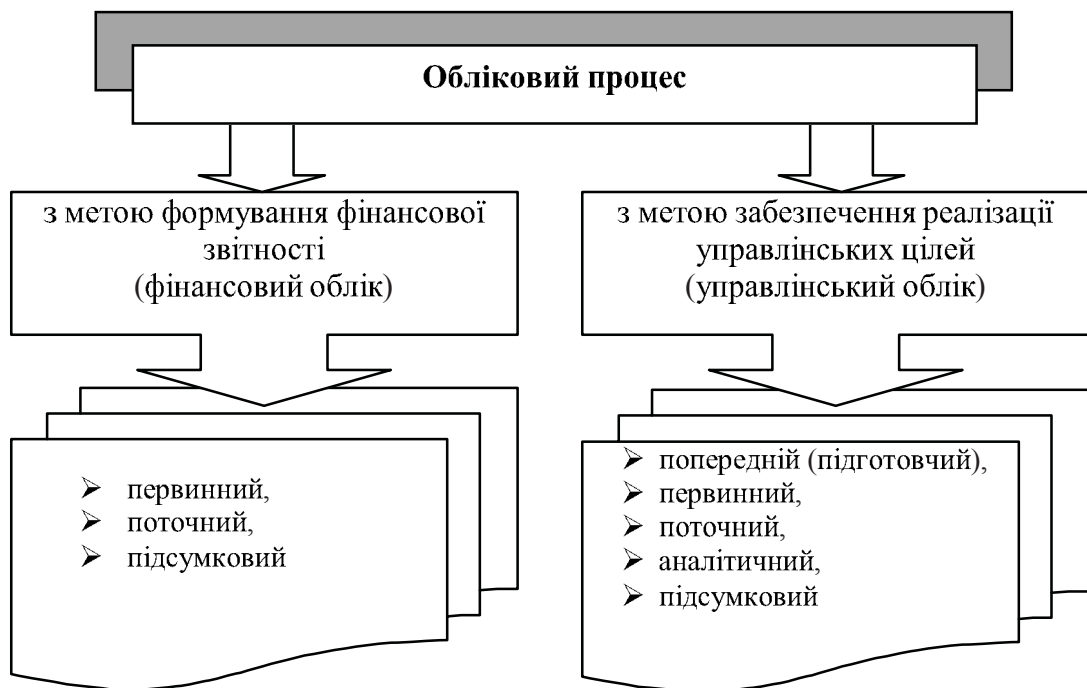 Обліковий процес
з метою формування фінансової
звітності
(фінансовий облік)
з метою забезпечення реалізації
управлінських цілей
(управлінський облік)
первинний,
поточний,
підсумковий
попередній (підготовчий),
первинний,
поточний,
аналітичний,
підсумковий